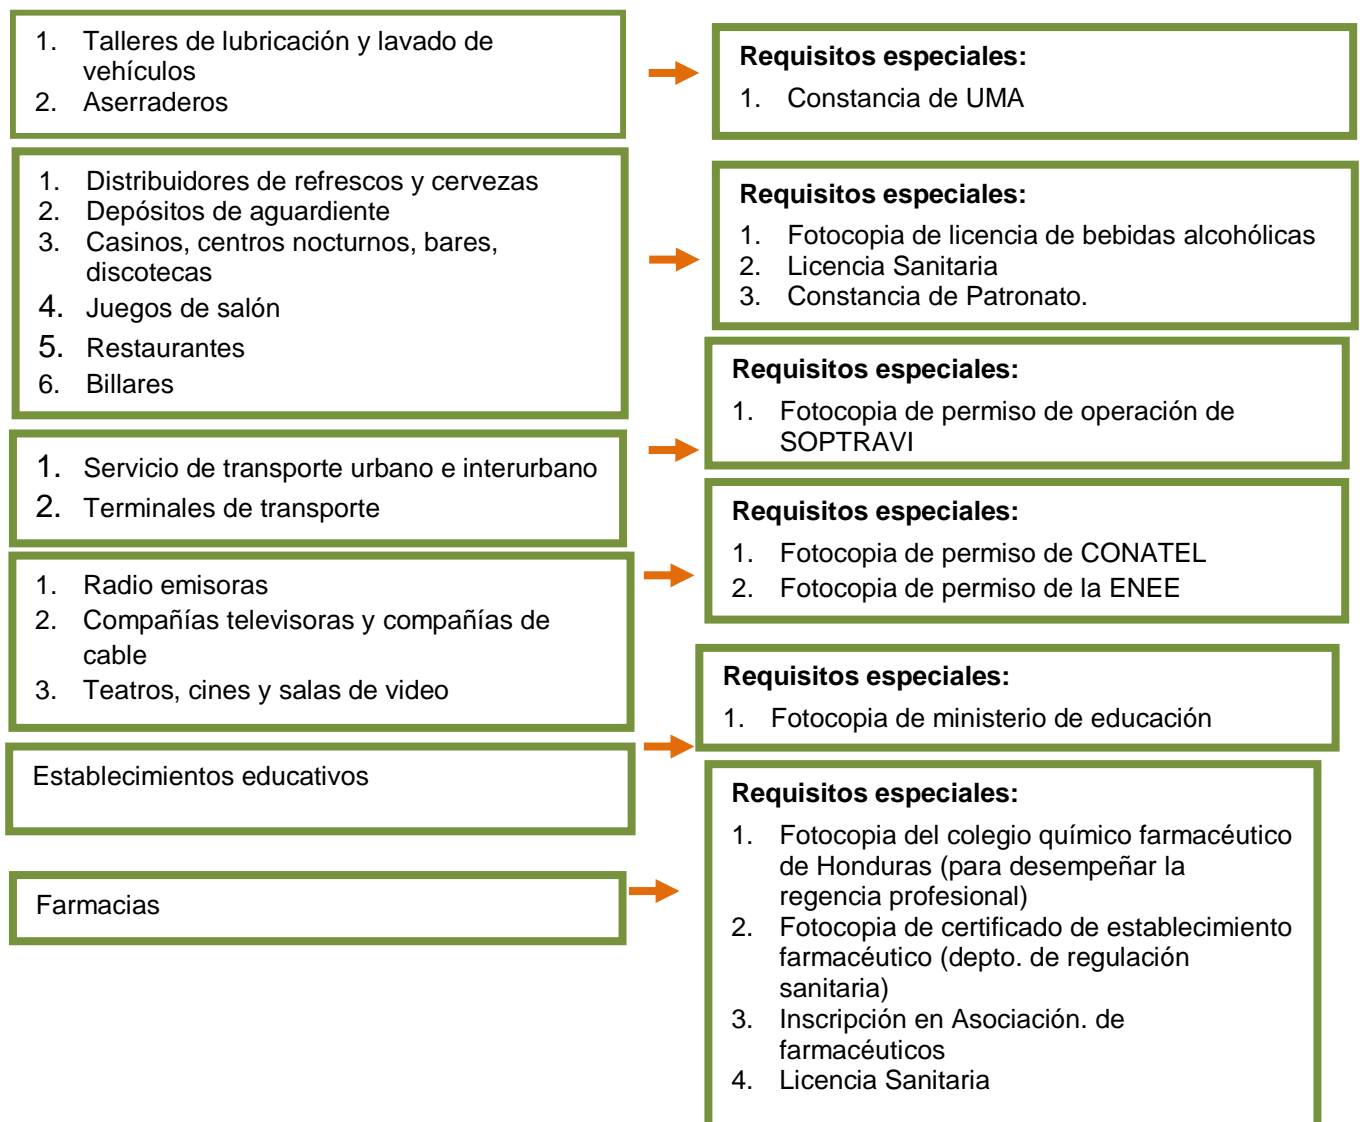 1. Talleres de lubricación y lavado de
vehículos
2. Aserraderos
Requisitos especiales:
1. Constancia de UMA
1. Distribuidores de refrescos y cervezas
2. Depósitos de aguardiente
3. Casinos, centros nocturnos, bares,
discotecas
4. Juegos de salón
5. Restaurantes
6. Billares
Requisitos especiales:
1. Fotocopia de licencia de bebidas alcohólicas
2. Licencia Sanitaria
3. Constancia de Patronato.
1. Servicio de transporte urbano e interurbano
2. Terminales de transporte
Requisitos especiales:
1. Fotocopia de permiso de operación de
SOPTRAVI
1. Radio emisoras
2. Compañías televisoras y compañías de
cable
3. Teatros, cines y salas de video
Requisitos especiales:
1. Fotocopia de permiso de CONATEL
2. Fotocopia de permiso de la ENEE
Establecimientos educativos
Requisitos especiales:
1. Fotocopia de ministerio de educación
Farmacias
Requisitos especiales:
1. Fotocopia del colegio químico farmacéutico
de Honduras (para desempeñar la
regencia profesional)
2. Fotocopia de certificado de establecimiento
farmacéutico (depto. de regulación
sanitaria)
3. Inscripción en Asociación. de
farmacéuticos
4. Licencia Sanitaria